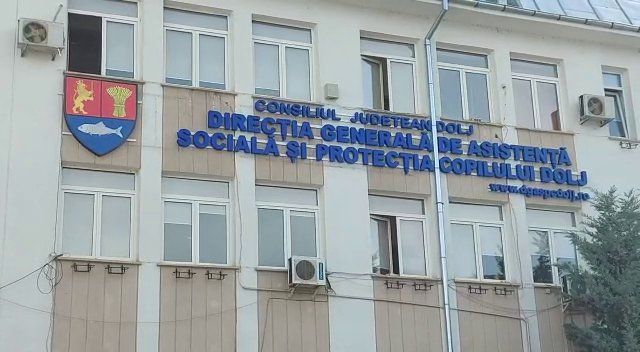 CONSILIUL JUDEȚEAN DOLJ
DIRECȚIA GENERALĂ DE ASISTENȚĂ
SOCIALĂ ȘI PROTECȚIA COPILULUI DOLJ
www.dgaspcdolj.ro